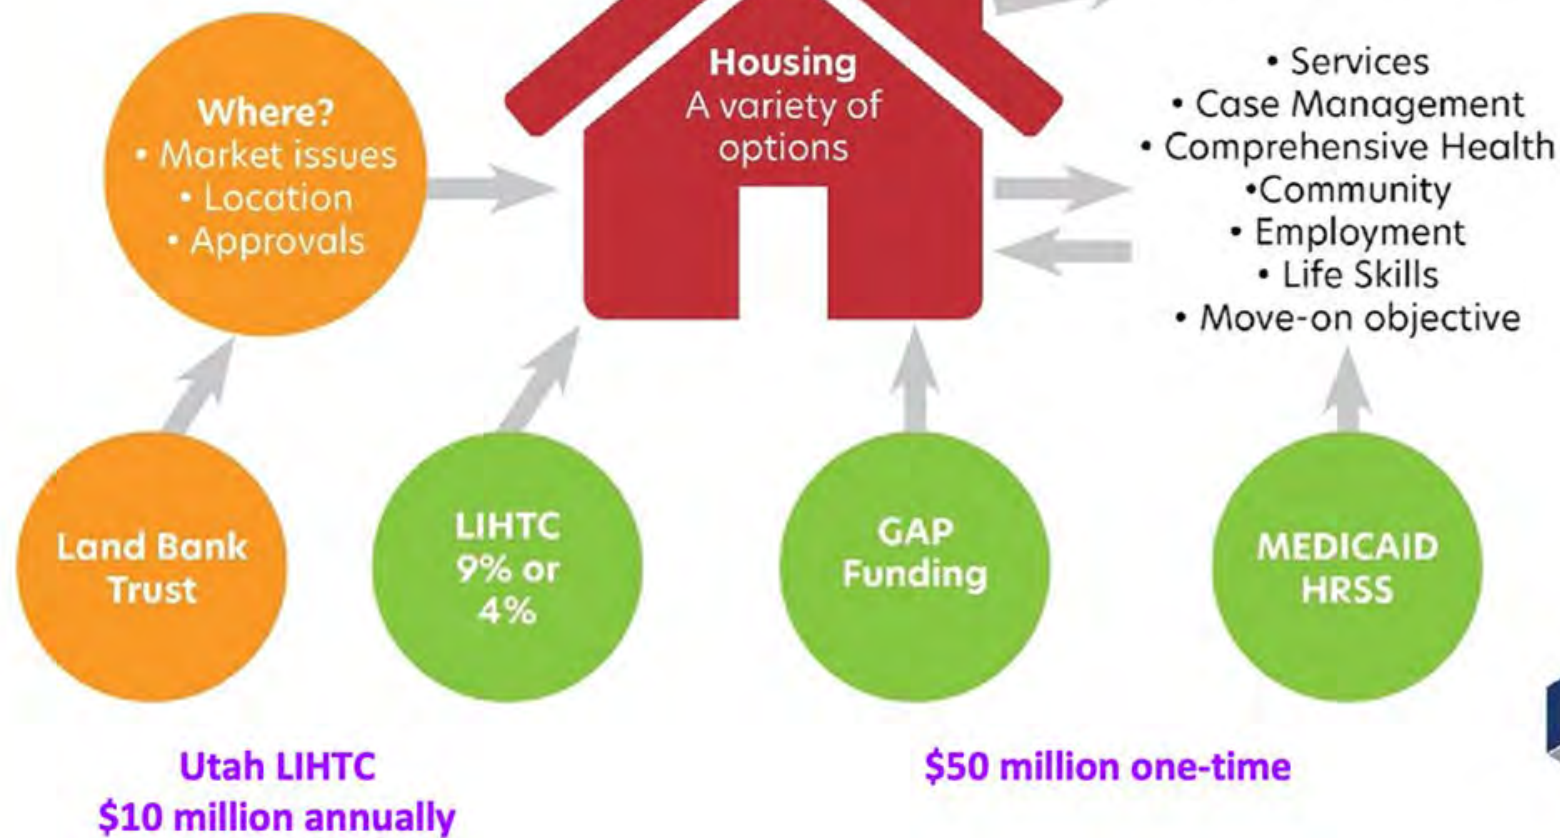 Housing
A variety of
options
Where?
• Market issues
• Location
• Approvals
• Services
• Case Management
• Comprehensive Health
•Community
• Employment
• Life Skills
• Move-on objective
Land Bank
Trust
LIHTC
9% or
4%
GAP
Funding
MEDICAID
HRSS
Utah LIHTC
$10 million annually
$50 million one-time